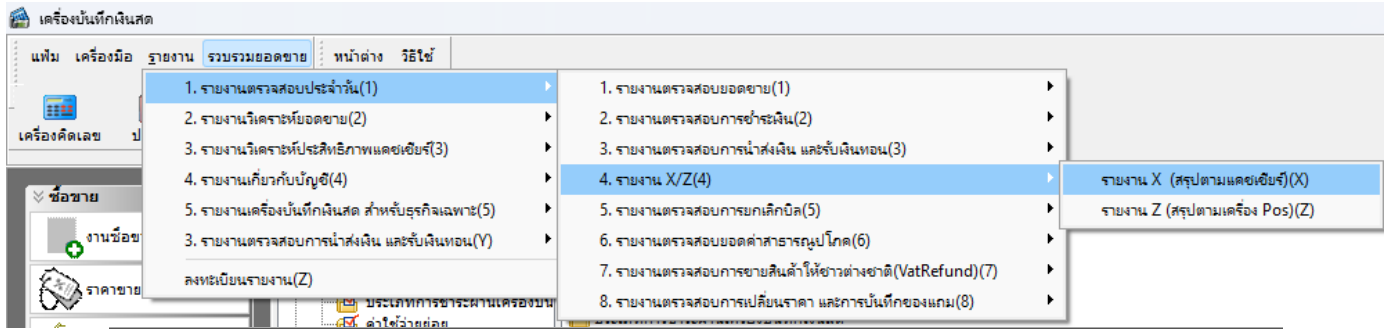 เครื่องบันทึกเงินสด
แฟ้ม เครื่องมือ รายงาน รวบรวมยอดขาย หน้าต่าง วิธีใช้
เครื่องคิดเลข
ซื้อขาย
ราคาขาย
1. รายงานตรวจสอบประจำวัน(1)
2. รายงานวิเคราะห์ยอดขาย(2)
3. รายงานวิเคราะห์ประสิทธิภาพแคชเชียร์(3)
4. รายงานเกี่ยวกับบัญชี(4)
5. รายงานเครื่องบันทึกเงินสด สำหรับธุรกิจเฉพาะ(5)
3. รายงานตรวจสอบการนำส่งเงิน และรับเงินทอน(Y)
ลงทะเบียนรายงาน(Z)
1. รายงานตรวจสอบยอดขาย(1)
2. รายงานตรวจสอบการชำระเงิน(2)
3. รายงานตรวจสอบการนำส่งเงิน และรับเงินทอน(3)
4. รายงาน X/Z(4)
5. รายงานตรวจสอบการยกเลิกบิล(5)
6. รายงานตรวจสอบยอดค่าสาธารณูปโภค(6)
7. รายงานตรวจสอบการขายสินค้าให้ชาวต่างชาติ(VatRefund)(7)
8. รายงานตรวจสอบการเปลี่ยนราคา และการบันทึกของแถม(8)
รายงาน X (สรุปตามแคชเชียร์)(X)
รายงาน Z (สรุปตามเครื่อง Pos)(Z)